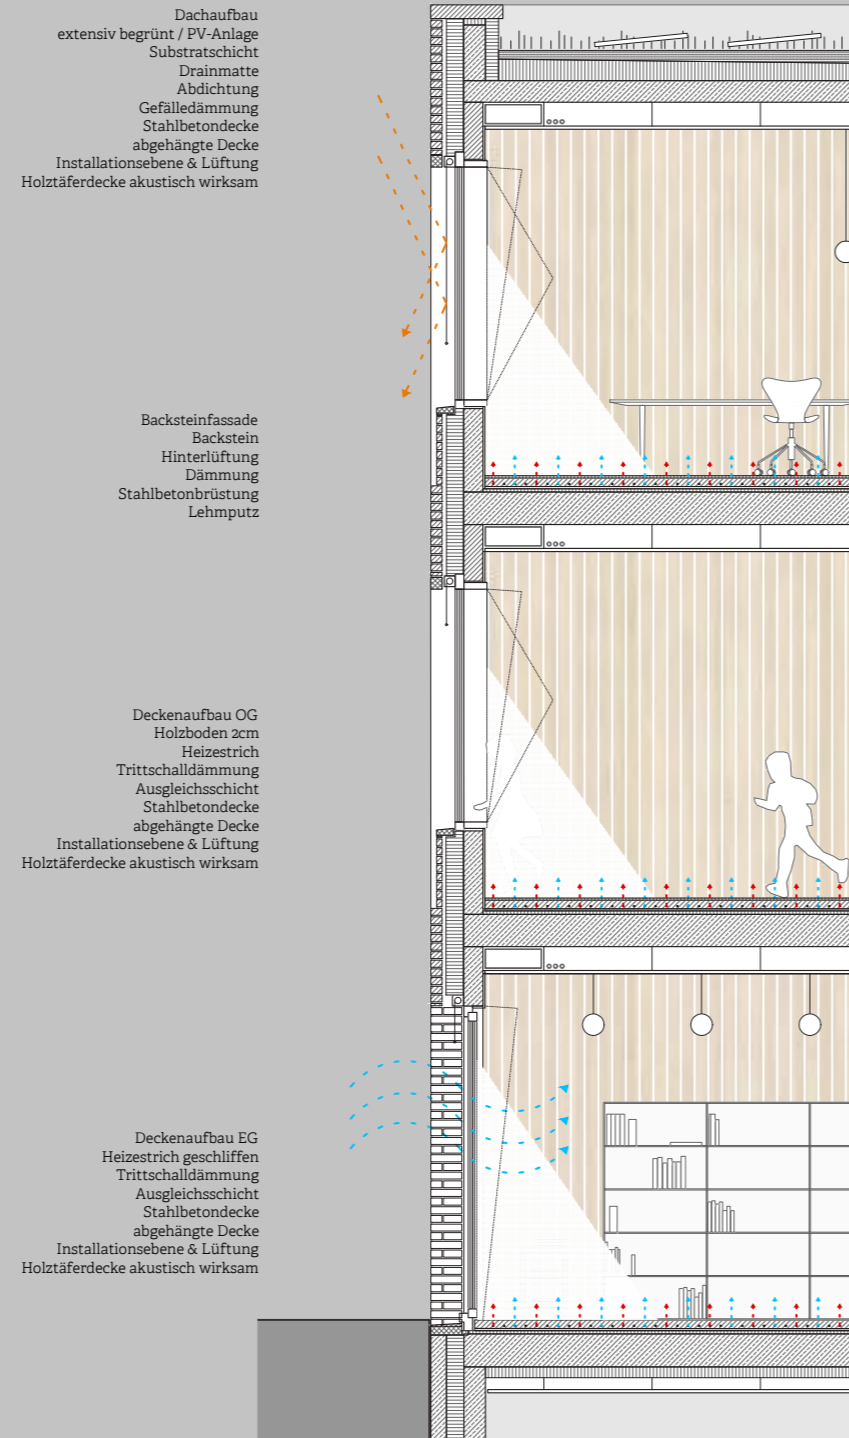 Dachaufbau
extensiv begrünt / PV-Anlage
Substratschicht
Drainmatte
Abdichtung
Gefälledämmung
Stahlbetondecke
abgehängte Decke
Installationsebene & Lüftung
Holztäferdecke akustisch wirksam
Backsteinfassade
Backstein
Hinterlüftung
Dämmung
Stahlbetonbrüstung
Lehmputz
Deckenaufbau OG
Holzboden 2cm
Heizestrich
Trittschalldämmung
Ausgleichsschicht
Stahlbetondecke
abgehängte Decke
Installationsebene & Lüftung
Holztäferdecke akustisch wirksam
Deckenaufbau EG
Heizestrich geschliffen
Trittschalldämmung
Ausgleichsschicht
Stahlbetondecke
abgehängte Decke
Installationsebene & Lüftung
Holztäferdecke akustisch wirksam